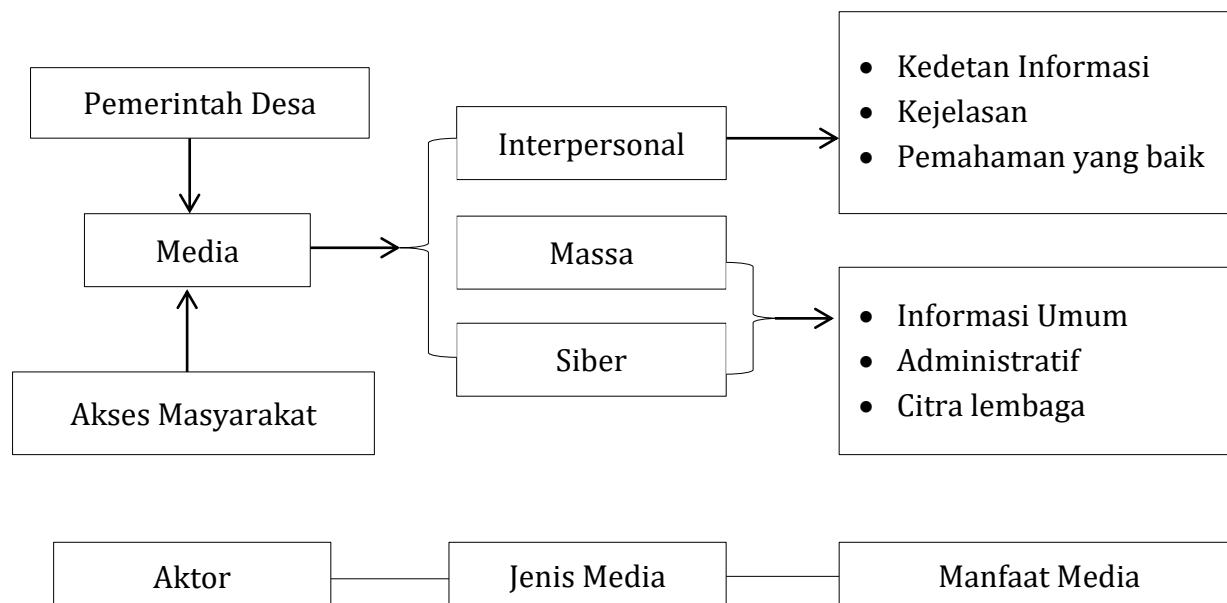 Pemerintah Desa
Media
Akses Masyarakat
Interpersonal
Massa
Siber
• Kedetan Informasi
• Kejelasan
• Pemahaman yang baik
• Informasi Umum
• Administratif
• Citra lembaga
Aktor
Jenis Media
Manfaat Media